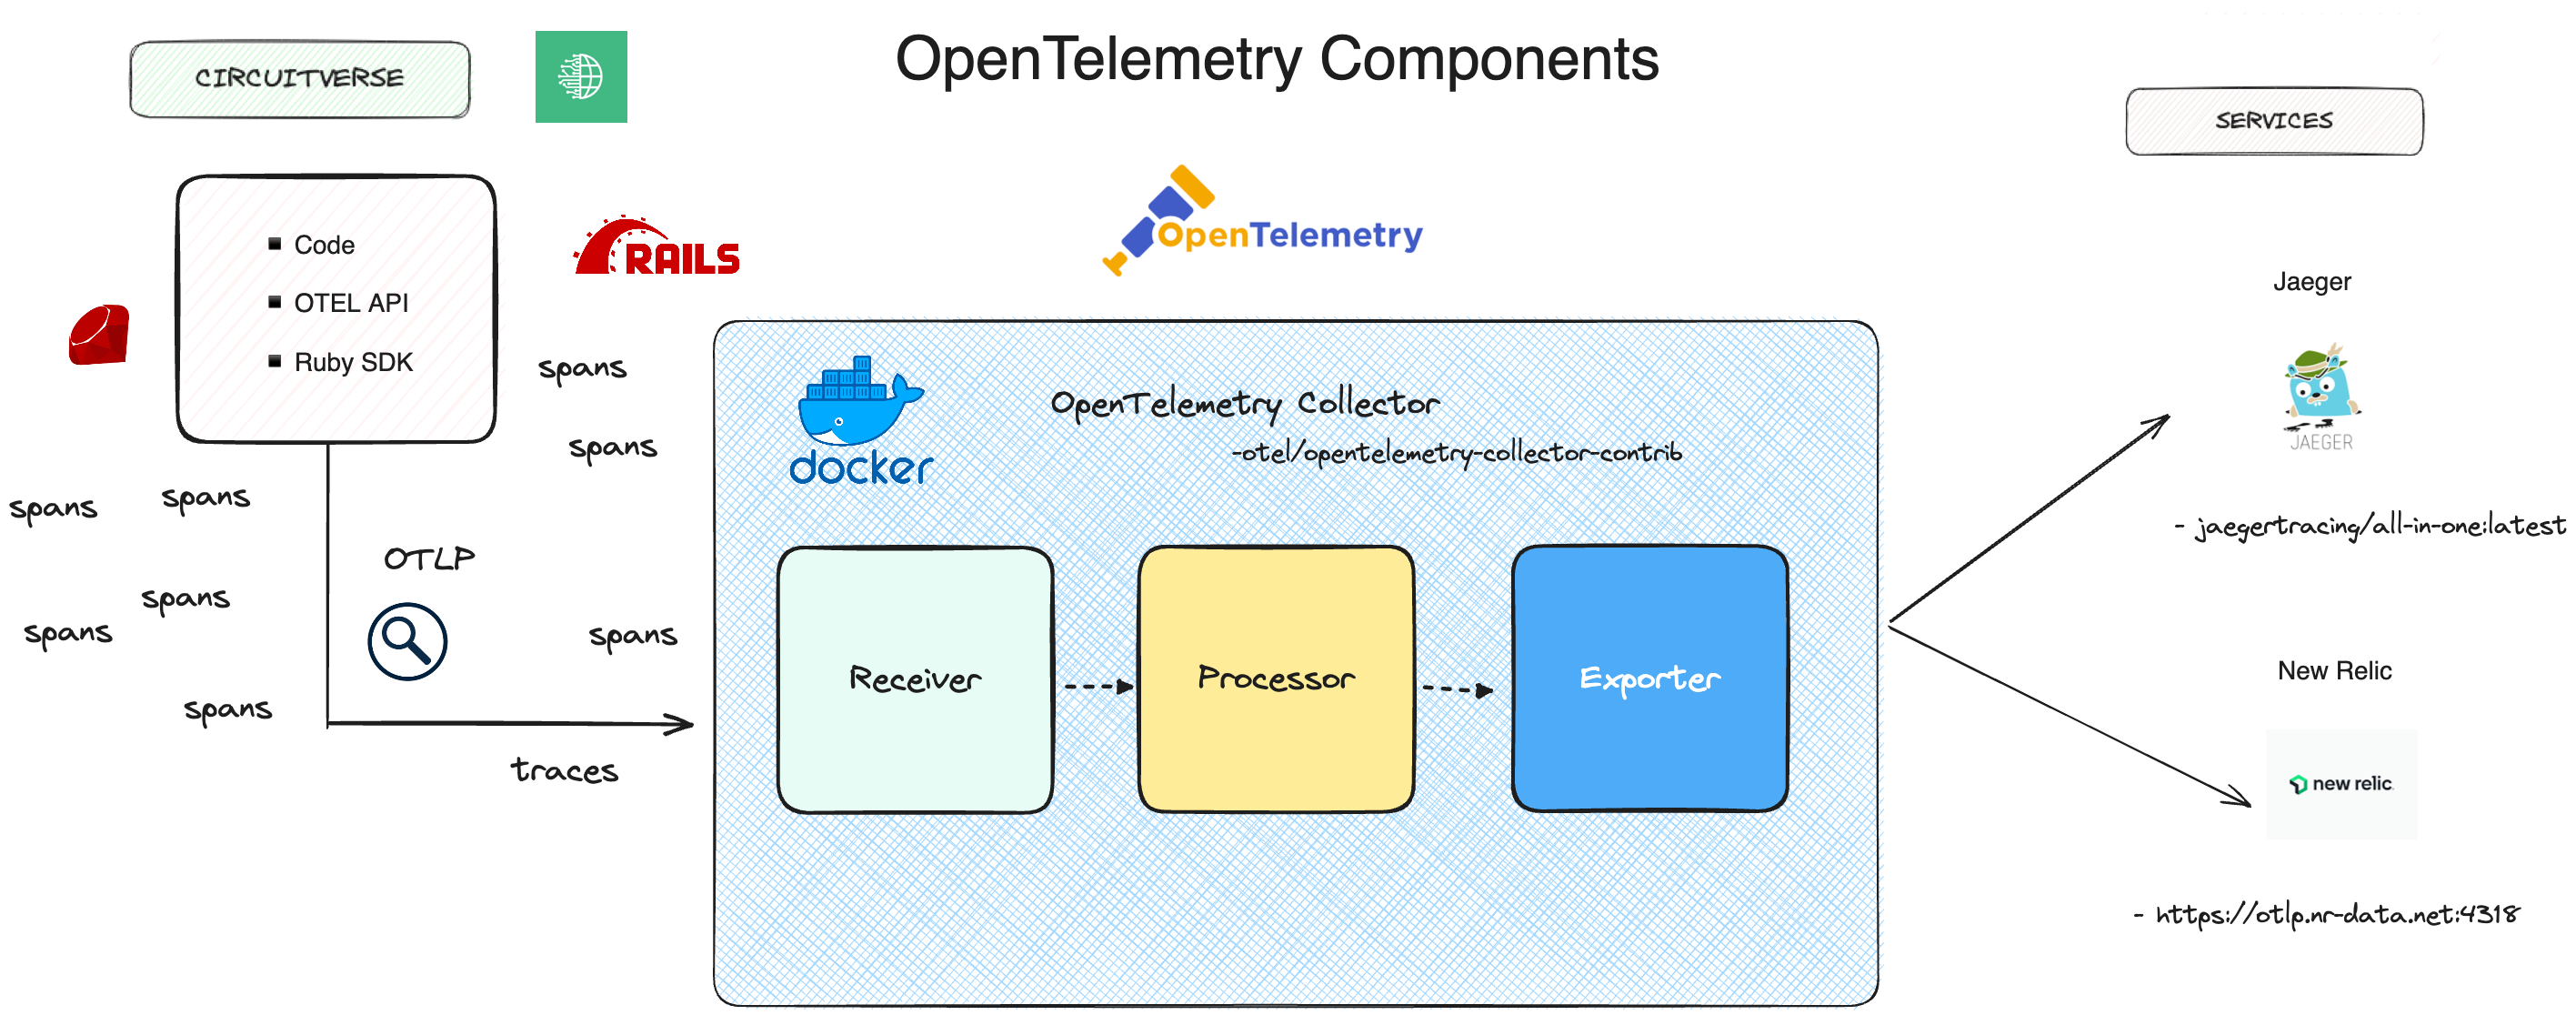 OpenTelemetry Components
CIRCUITVERSE
SERVICES
Code
OTEL API
Ruby SDK
RAILS
OpenTelemetry
spans
spans
spans
spans
spans
spans
spans
spans
OTLP
traces
docker
OpenTelemetry Collector
-otel/opentelemetry-collector-contrib
Receiver
Processor
Exporter
Jaeger
JAEGER
- jaegertracing/all-in-one:latest
New Relic
new relic
- https://otlp.nr-data.net:4318